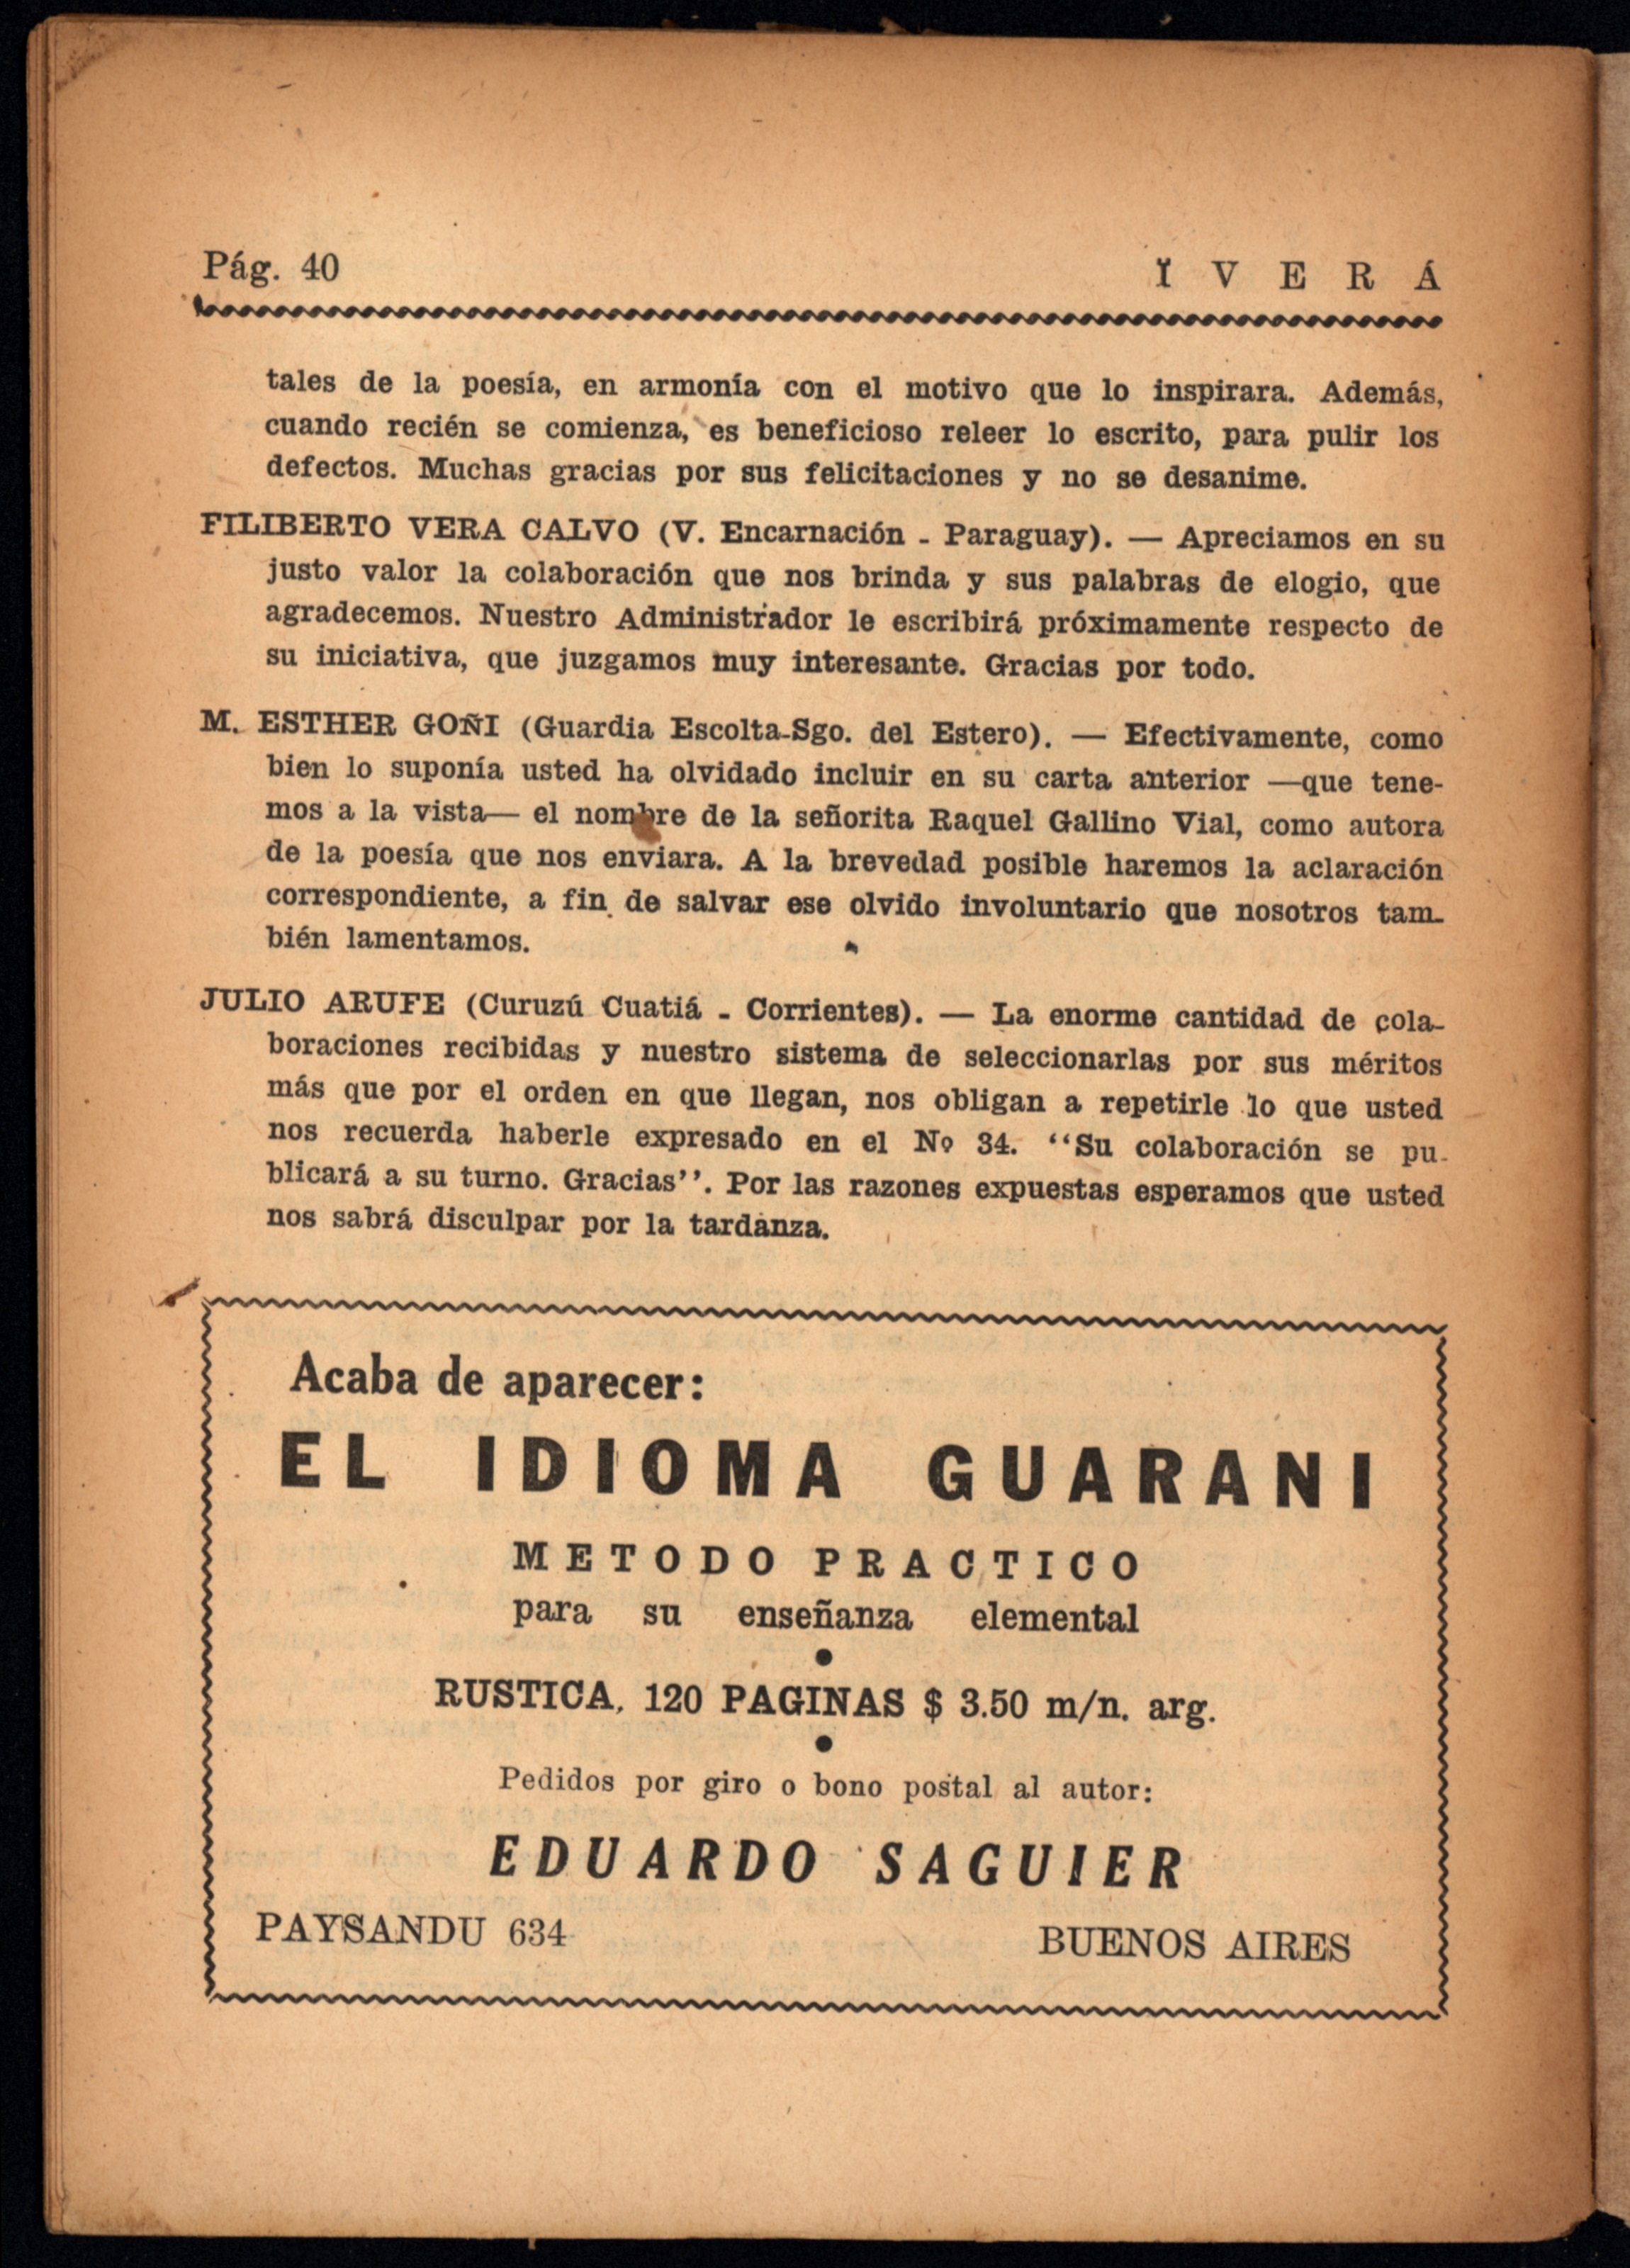 Pág. 40
Ï V E R Á
tales de la poesía, en armonía con el motivo que lo inspirara. Además,
cuando recién se comienza, es beneficioso releer lo escrito, para pulir los
defectos. Muchas gracias por sus felicitaciones y no se desanime.
FILIBERTO VERA CALVO (V. Encarnación - Paraguay). — Apreciamos en su
justo valor la colaboración que nos brinda y sus palabras de elogio, que
agradecemos. Nuestro Administrador le escribirá próximamente respecto de
su iniciativa, que juzgamos muy interesante. Gracias por todo.
M. ESTHER GOÑI (Guardia Escolta-Sgo. del Estero). — Efectivamente, como
bien lo suponía usted ha olvidado incluir en su carta anterior —que tene-
mos a la vista— el nombre de la señorita Raquel Gallino Vial, como autora
de la poesía que nos enviara. A la brevedad posible haremos la aclaración
correspondiente, a fin de salvar ese olvido involuntario que nosotros tam-
bién lamentamos.
JULIO ARUFE (Curuzú Cuatiá - Corrientes). — La enorme cantidad de cola-
boraciones recibidas y nuestro sistema de seleccionarlas por sus méritos
más que por el orden en que llegan, nos obligan a repetirle lo que usted
nos recuerda haberle expresado en el Nº 34. ‘‘Su colaboración se pu-
blicará a su turno. Gracias’’. Por las razones expuestas esperamos que usted
nos sabrá disculpar por la tardanza.
Acaba de aparecer:
EL IDIOMA GUARANI
METODO PRACTICO
para su enseñanza elemental
RUSTICA, 120 PAGINAS $ 3.50 m/n. arg.
Pedidos por giro o bono postal al autor:
EDUARDO SAGUIER
PAYSANDU 634
BUENOS AIRES